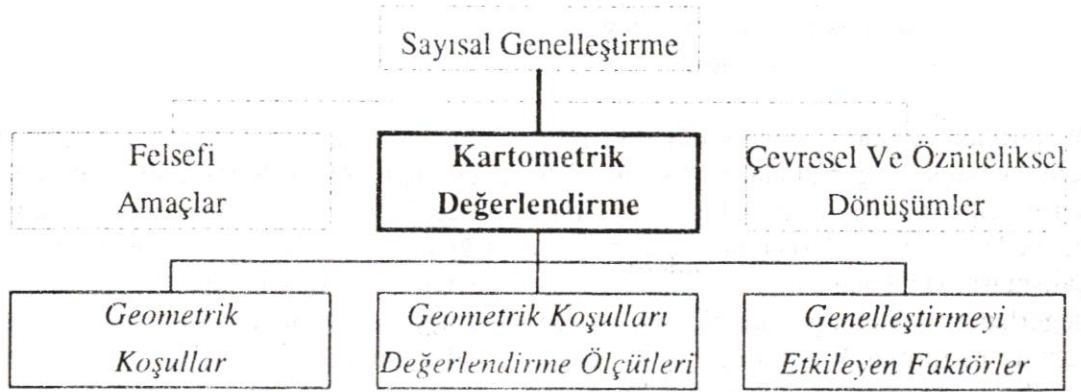 Sayısal Genelleştirme
Felsefi
Amaçlar
Kartometrik
Değerlendirme
Çevresel Ve Özniteliksel
Dönüşümler
Geometrik
Koşullar
Geometrik Koşulları
Değerlendirme Ölçütleri
Genelleştirmeyi
Etkileyen Faktörler